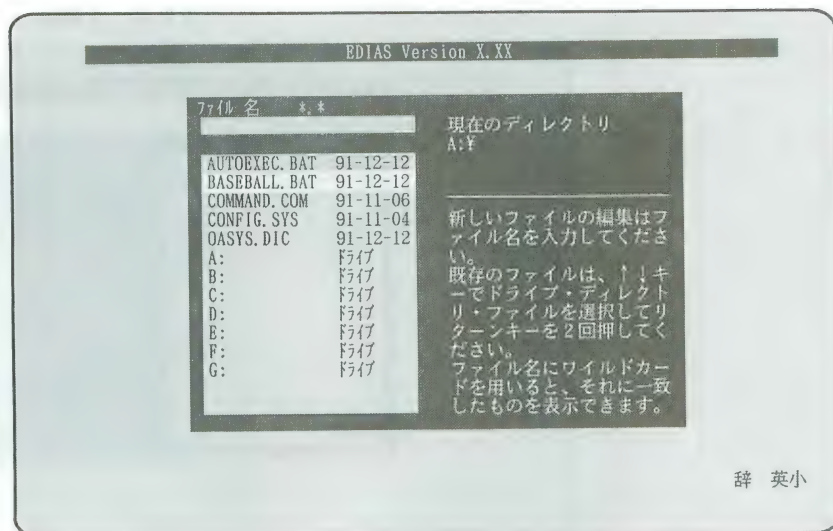 EDIAS Version X.XX
ﾌｧｲﾙ 名 *.*
AUTOEXEC.BAT 91-12-12
BASEBALL.BAT 91-12-12
COMMAND.COM 91-11-06
CONFIG.SYS 91-11-04
OASYS.DIC 91-12-12
A: ﾄﾞﾗｲﾌﾞ
B: ﾄﾞﾗｲﾌﾞ
C: ﾄﾞﾗｲﾌﾞ
D: ﾄﾞﾗｲﾌﾞ
E: ﾄﾞﾗｲﾌﾞ
F: ﾄﾞﾗｲﾌﾞ
G: ﾄﾞﾗｲﾌﾞ
現在のディレクトリ
A:¥
新しいファイルの編集はフ
ァイル名を入力してくださ
い。
既存のファイルは、↑↓キ
ーでドライブ・ディレクト
リ・ファイルを選択してリ
ターンキーを2回押してく
ださい。
ファイル名にワイルドカー
ドを用いると、それに一致
したものを表示できます。
辞 英小